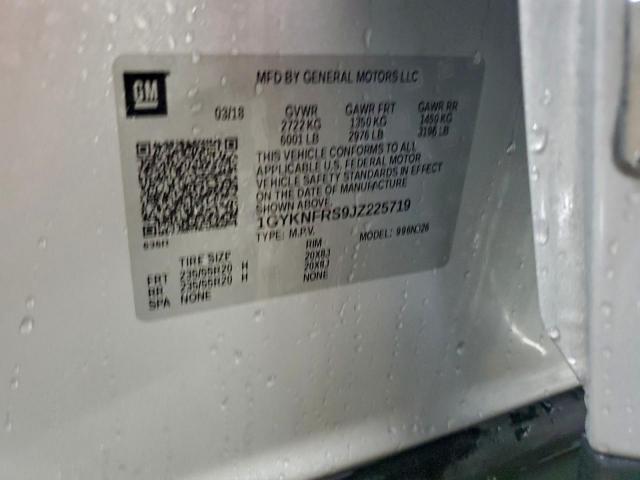 GM
MFD BY GENERAL MOTORS LLC
03/18 GVWR GAWR FRT GAWR RR
2722 KG 1350 KG 1450 KG
6001 LB 2976 LB 3196 LB
THIS VEHICLE CONFORMS TO ALL
APPLICABLE U.S. FEDERAL MOTOR
VEHICLE SAFETY STANDARDS IN EFFECT
ON THE DATE OF MANUFACTURE
SHOWN ABOVE.
1GYKNFRS9JZ225719
TYPE: M.P.V. MODEL: 996NJ26
TIRE SIZE RIM
FRT 235/55R20 H 20X8J
RR 235/55R20 H 20X8J
SPA NONE NONE